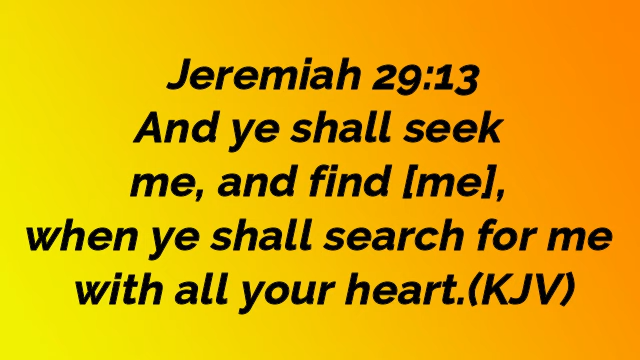 Jeremiah 29:13
And ye shall seek
me, and find [me],
when ye shall search for me
with all your heart.(KJV)